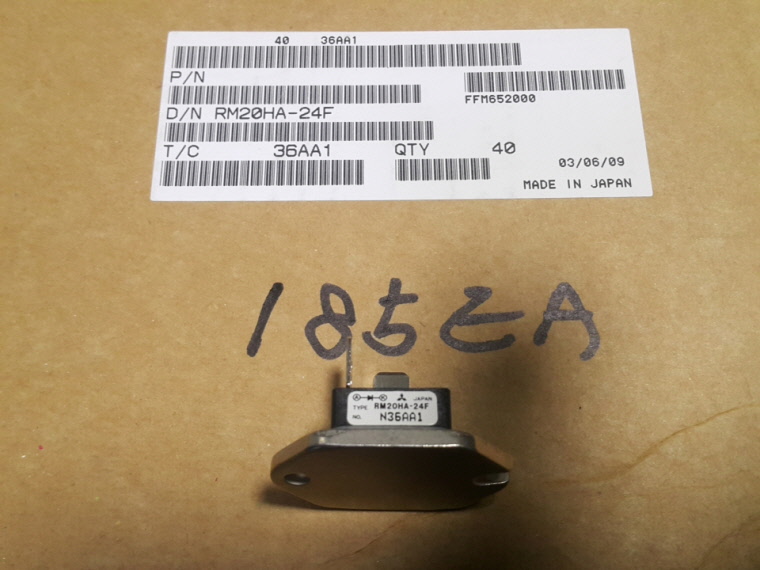 40 36AA1
P/N
FFM652000
D/N RM20HA-24F
T/C 36AA1 QTY 40
03/06/09
MADE IN JAPAN
185EA
A K JAPAN
TYPE RM20HA-24F
NO. N36AA1